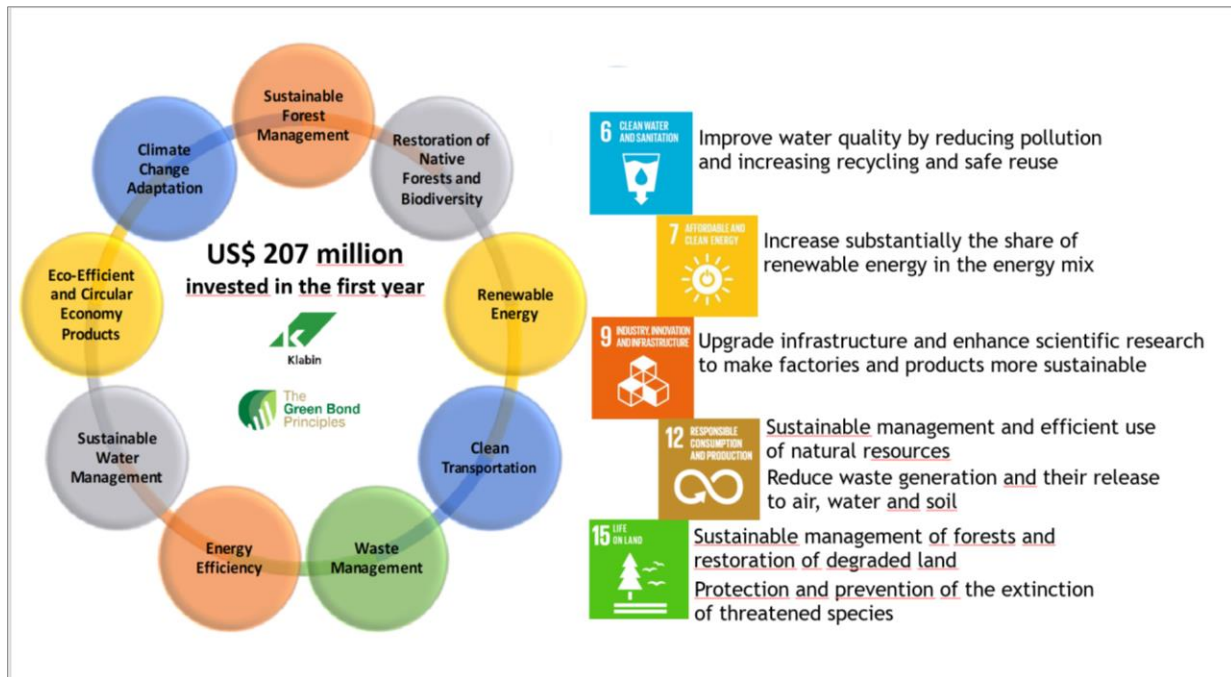 Sustainable
Forest
Management
Restoration of
Native
Forests and
Biodiversity
Renewable
Energy
Clean
Transportation
Waste
Management
Energy
Efficiency
Sustainable
Water
Management
Eco-Efficient
and Circular
Economy
Products
Climate
Change
Adaptation
US$ 207 million
invested in the first year
Klabin
The
Green Bond
Principles
6 CLEAN WATER
AND SANITATION
Improve water quality by reducing pollution
and increasing recycling and safe reuse
7 AFFORDABLE AND
CLEAN ENERGY
Increase substantially the share of
renewable energy in the energy mix
9 INDUSTRY, INNOVATION
AND INFRASTRUCTURE
Upgrade infrastructure and enhance scientific research
to make factories and products more sustainable
12 RESPONSIBLE
CONSUMPTION
AND PRODUCTION
Sustainable management and efficient use
of natural resources
Reduce waste generation and their release
to air, water and soil
15 LIFE
ON LAND
Sustainable management of forests and
restoration of degraded land
Protection and prevention of the extinction
of threatened species